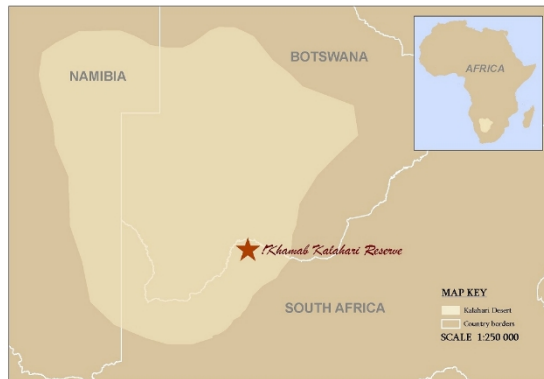 BOTSWANA
AFRICA
NAMIBIA
!Khamab Kalahari Reserve
SOUTH AFRICA
MAP KEY
Kalahari Desert
Country borders
SCALE 1:250 000